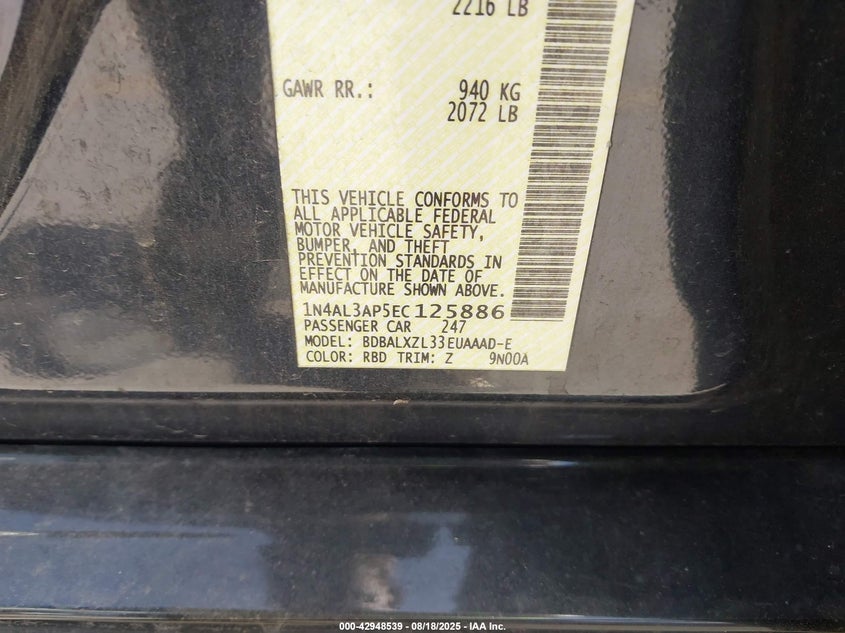 2216 LB
GAWR RR.: 940 KG
2072 LB
THIS VEHICLE CONFORMS TO
ALL APPLICABLE FEDERAL
MOTOR VEHICLE SAFETY,
BUMPER, AND THEFT
PREVENTION STANDARDS IN
EFFECT ON THE DATE OF
MANUFACTURE SHOWN ABOVE.
1N4AL3AP5EC125886
PASSENGER CAR 247
MODEL: BDBALXZL33EUAAAD-E
COLOR: RBD TRIM: Z 9N00A
000-42948539 - 08/18/2025 - IAA Inc.